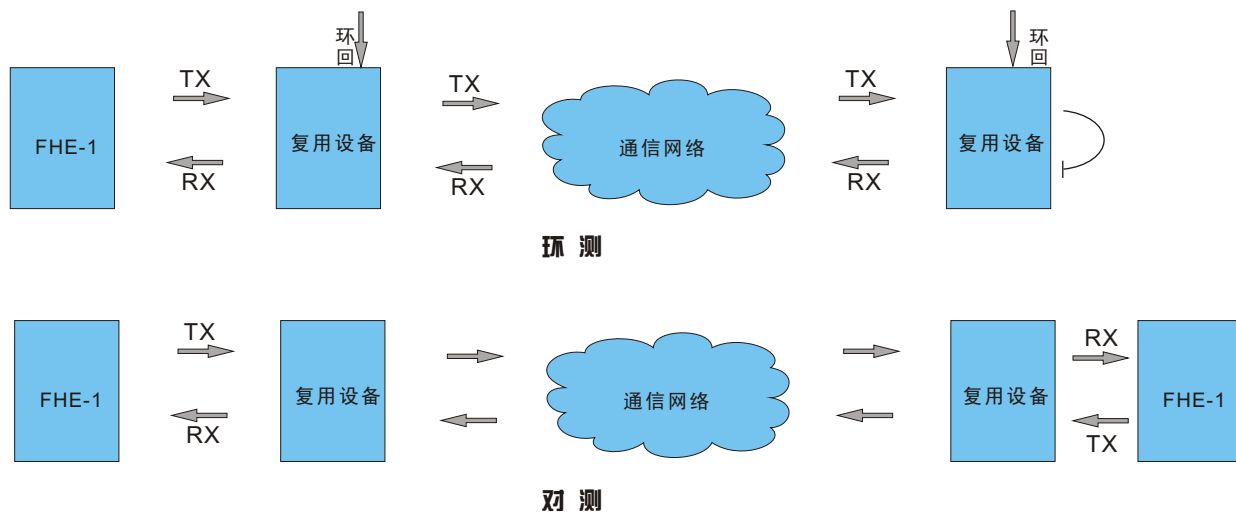 环回
环回
TX
TX
TX
FHE-1
复用设备
通信网络
复用设备
RX
RX
RX
环 测
TX
RX
FHE-1
复用设备
通信网络
复用设备
FHE-1
RX
TX
对 测